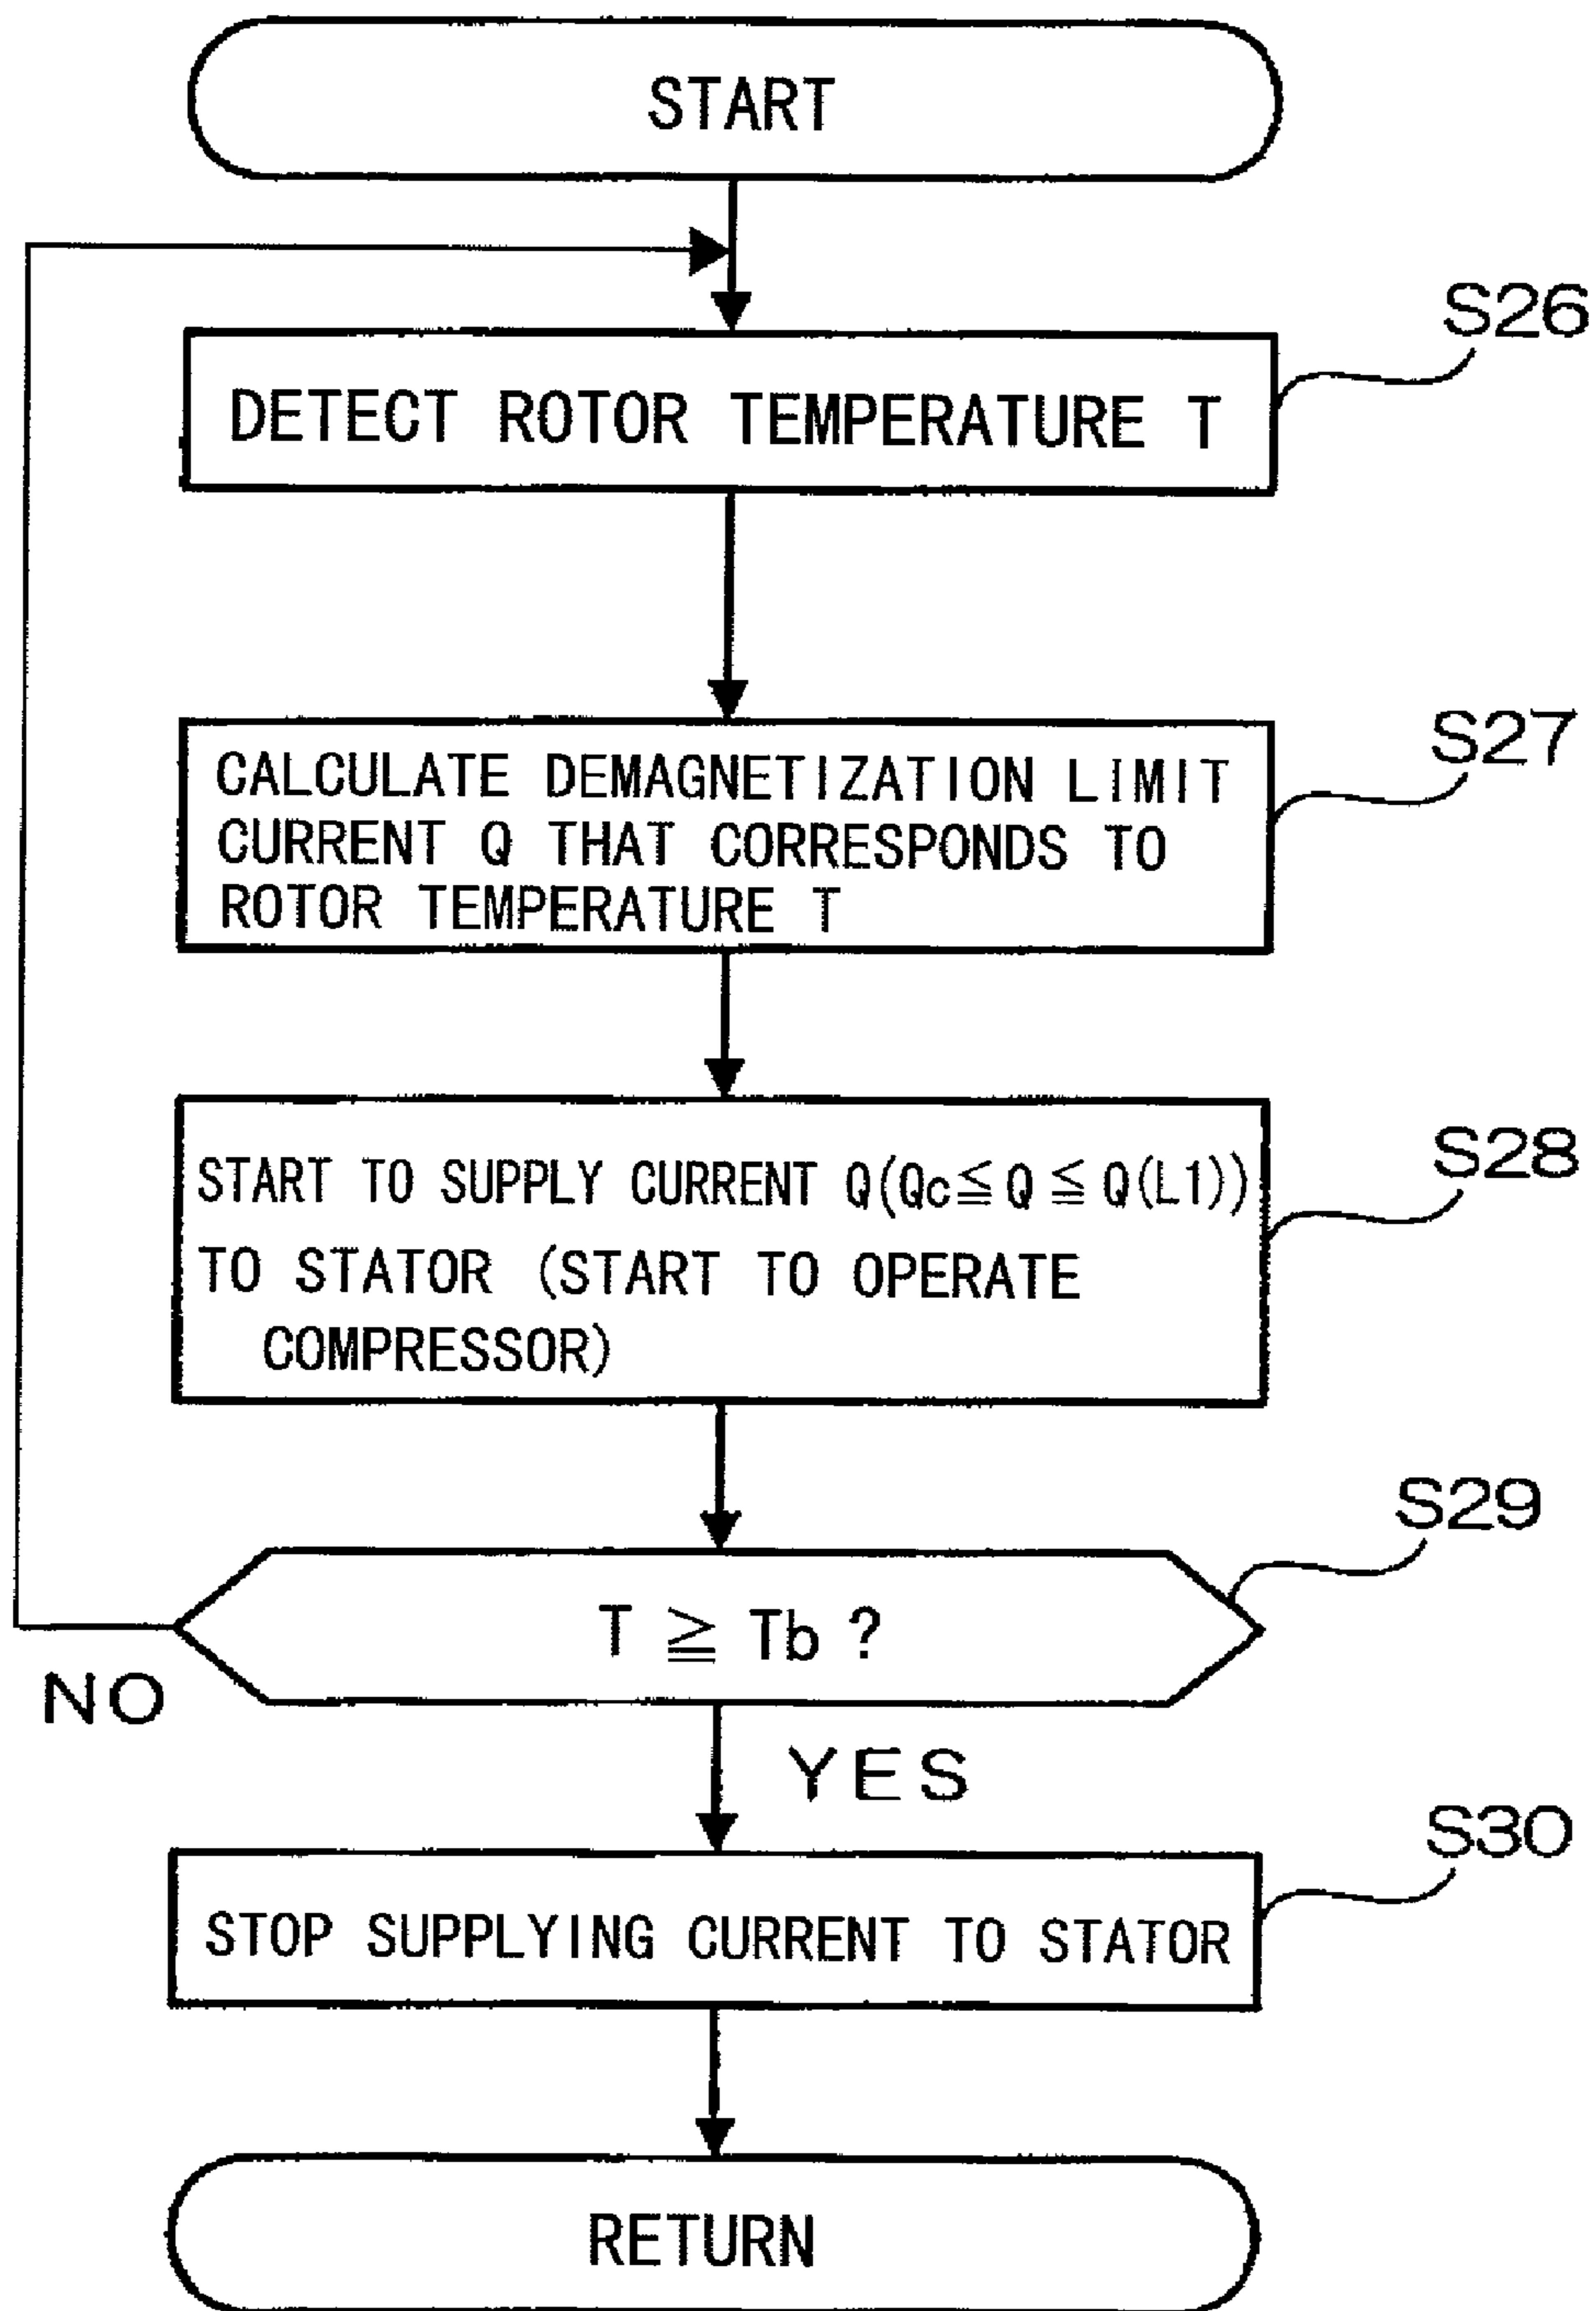 START
S26
DETECT ROTOR TEMPERATURE T
S27
CALCULATE DEMAGNETIZATION LIMIT
CURRENT Q THAT CORRESPONDS TO
ROTOR TEMPERATURE T
S28
START TO SUPPLY CURRENT Q(Qc≦Q≦Q(L1))
TO STATOR (START TO OPERATE
COMPRESSOR)
S29
T ≧ Tb ?
NO
YES
S30
STOP SUPPLYING CURRENT TO STATOR
RETURN